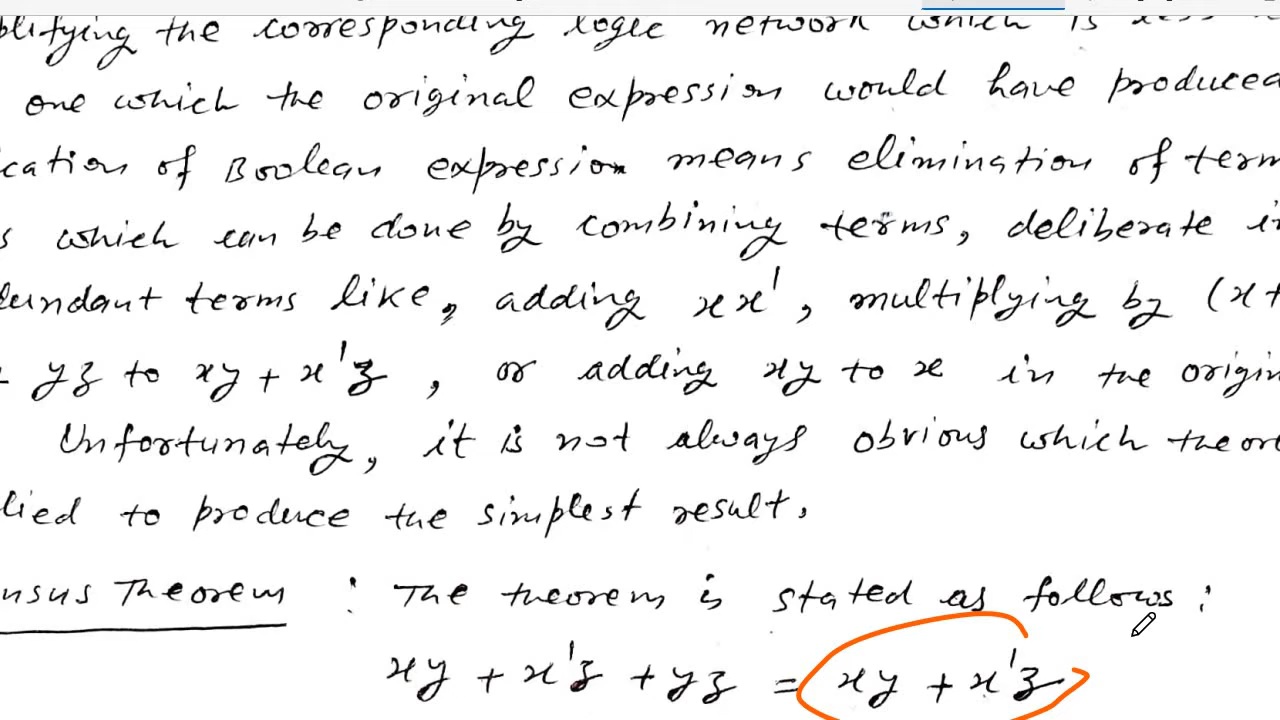 plifying the corresponding logic network which is less
one which the original expression would have produced
ication of Boolean expression means elimination of term
s which can be done by combining terms, deliberate in
dundant terms like, adding xx', multiplying by (x+
yz to xy + x'z, or adding xy to x in the origin
Unfortunately, it is not always obvious which theore
lied to produce the simplest result.
nsus Theorem : The theorem is stated as follows:
xy + x'z + yz = xy + x'z